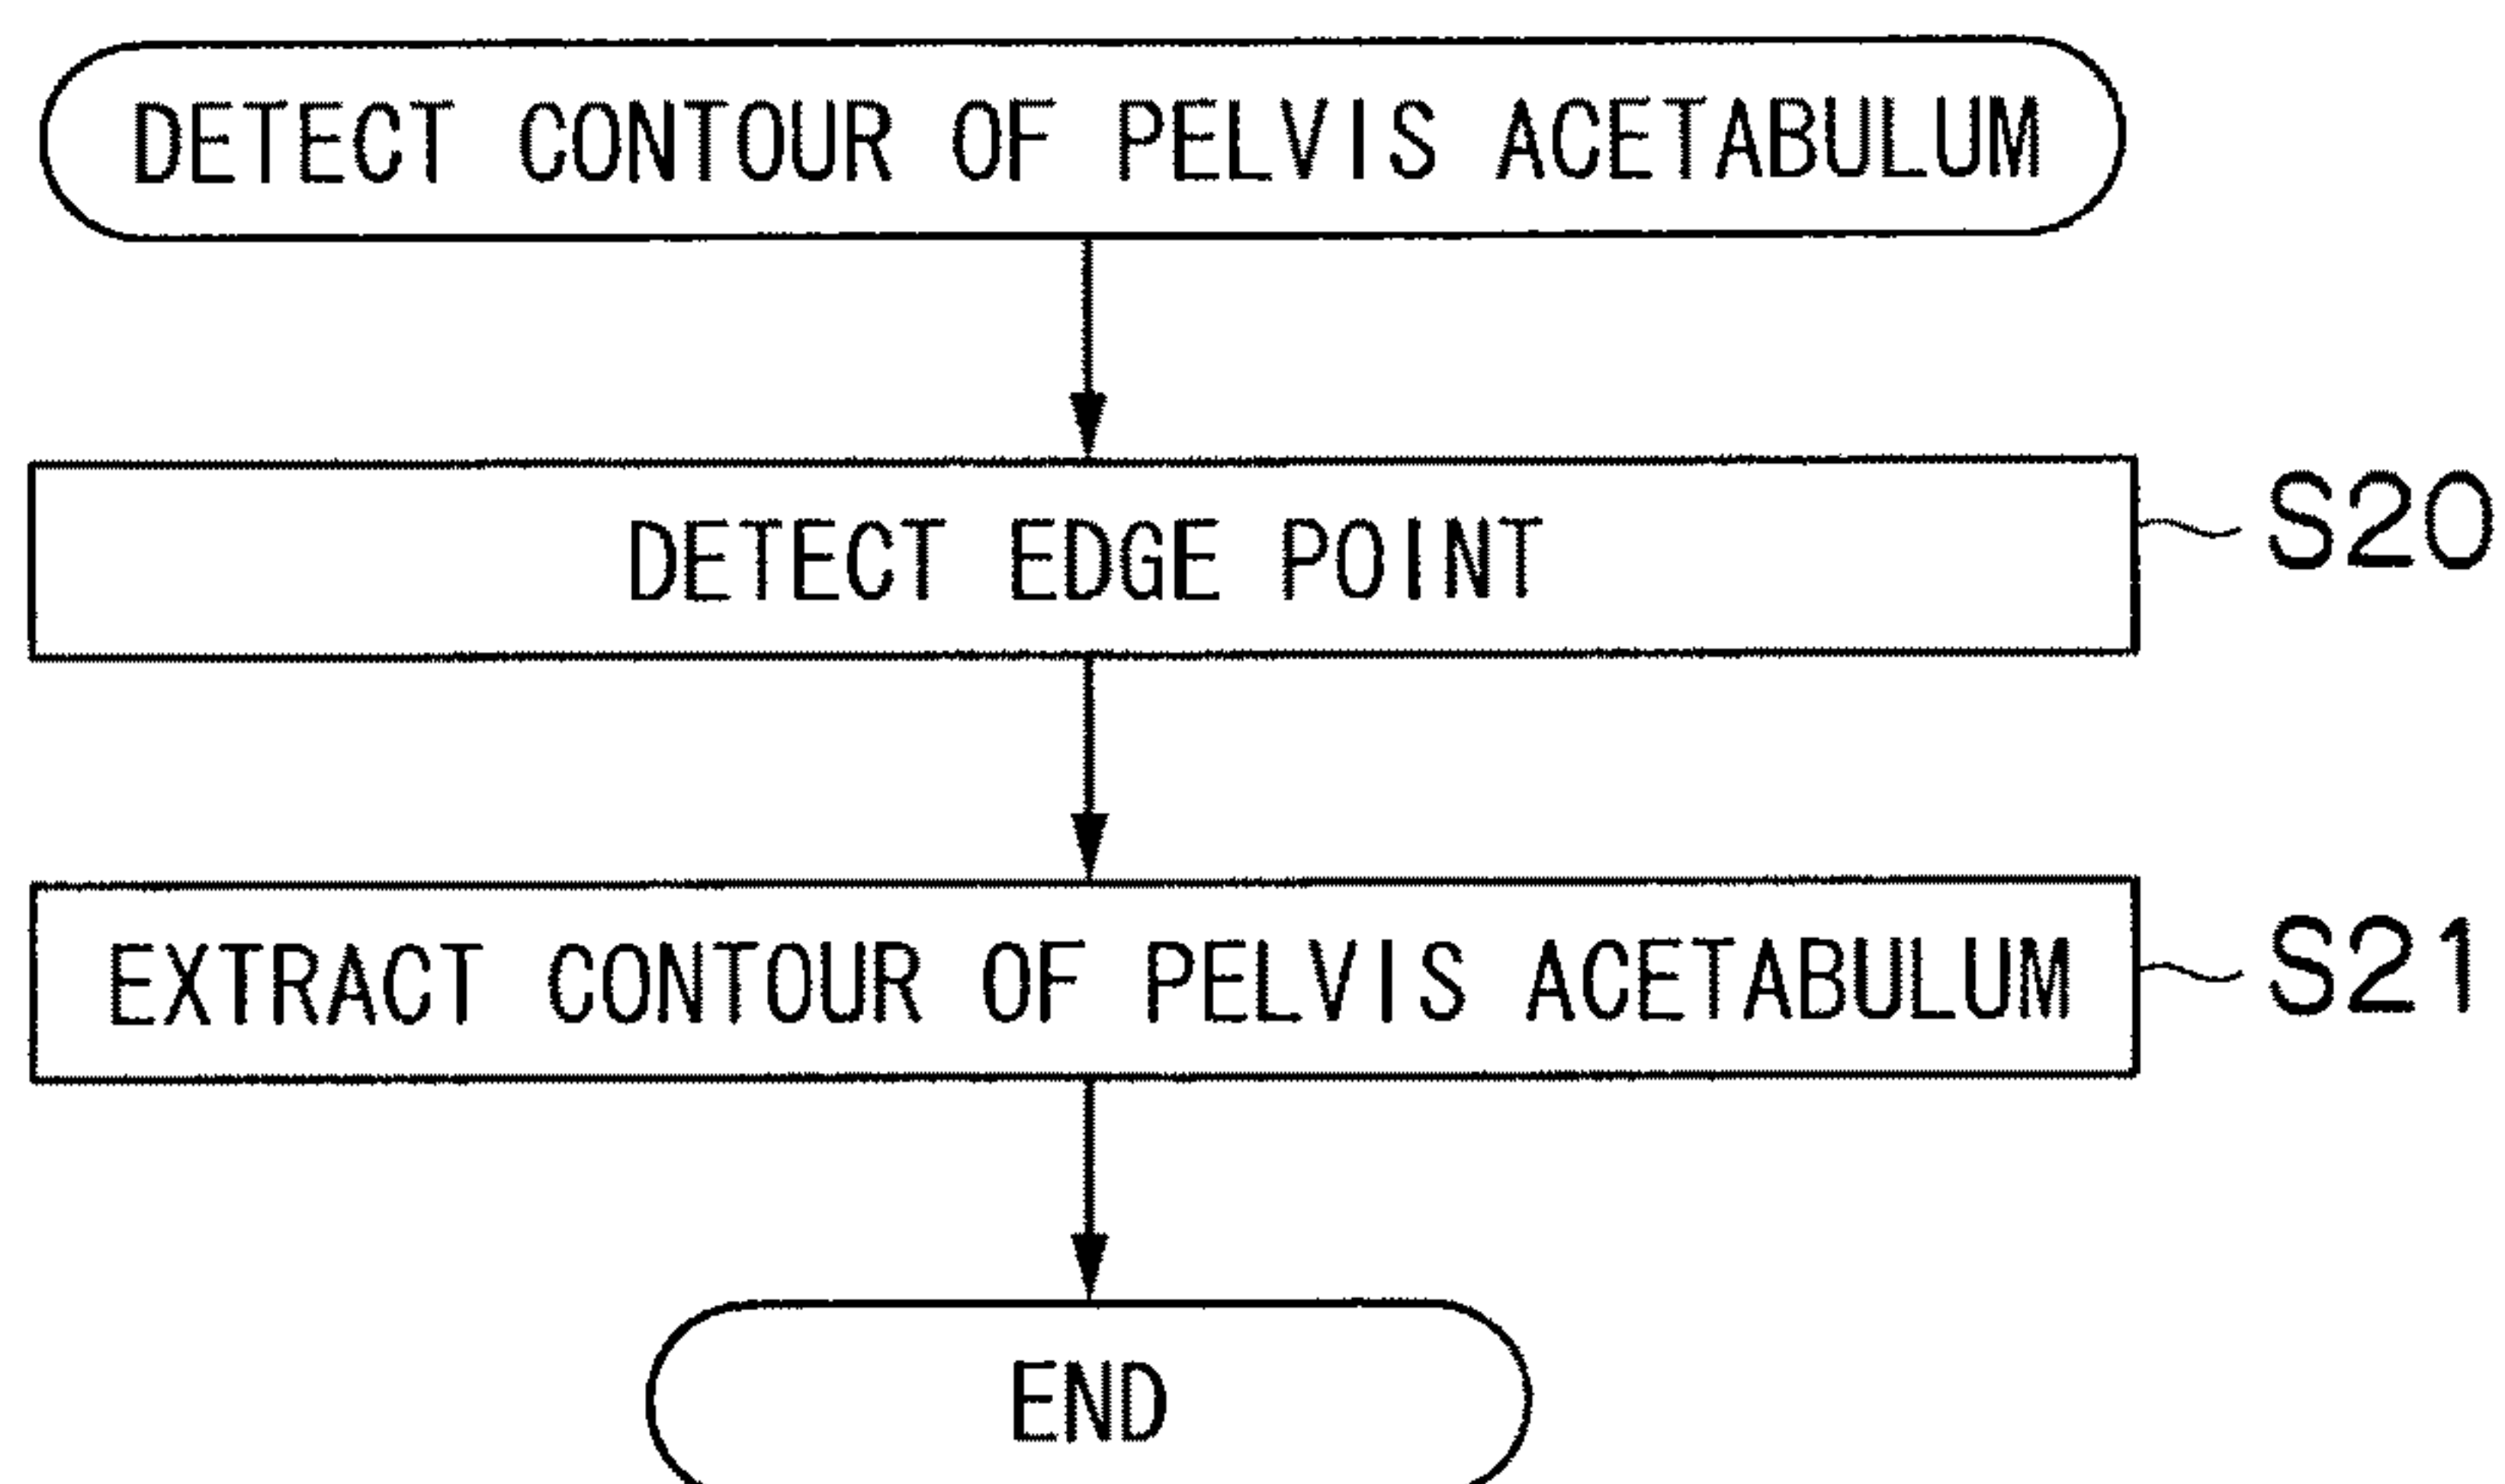 DETECT CONTOUR OF PELVIS ACETABULUM
DETECT EDGE POINT
S20
EXTRACT CONTOUR OF PELVIS ACETABULUM
S21
END